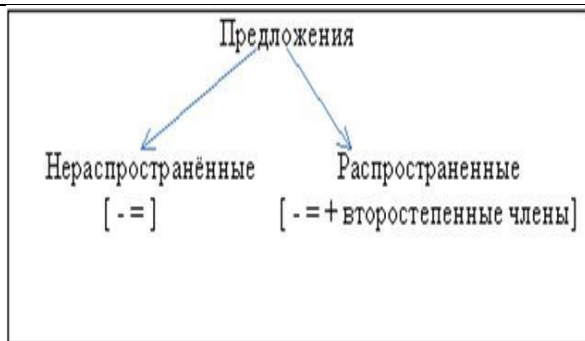 Предложения
Нераспространённые Распространенные
[ - = ] [ - = + второстепенные члены]